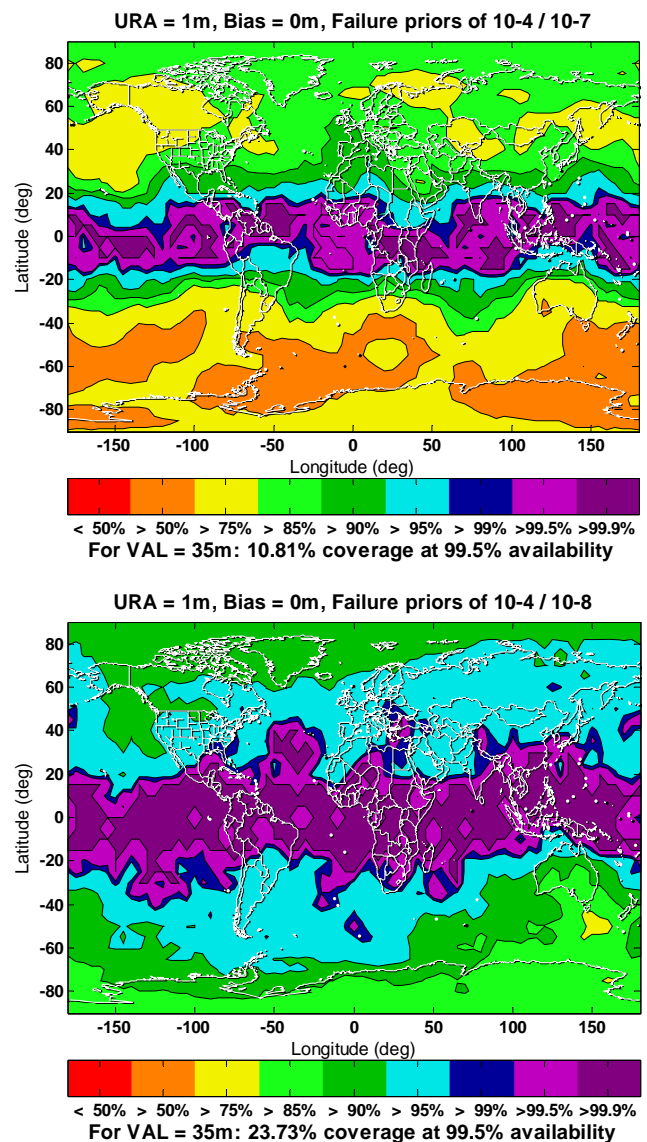 URA = 1m, Bias = 0m, Failure priors of 10-4 / 10-7
80
60
40
20
0
-20
-40
-60
-80
Latitude (deg)
-150 -100 -50 0 50 100 150
Longitude (deg)
< 50% > 50% > 75% > 85% > 90% > 95% > 99% >99.5% >99.9%
For VAL = 35m: 10.81% coverage at 99.5% availability
URA = 1m, Bias = 0m, Failure priors of 10-4 / 10-8
80
60
40
20
0
-20
-40
-60
-80
Latitude (deg)
-150 -100 -50 0 50 100 150
Longitude (deg)
< 50% > 50% > 75% > 85% > 90% > 95% > 99% >99.5% >99.9%
For VAL = 35m: 23.73% coverage at 99.5% availability